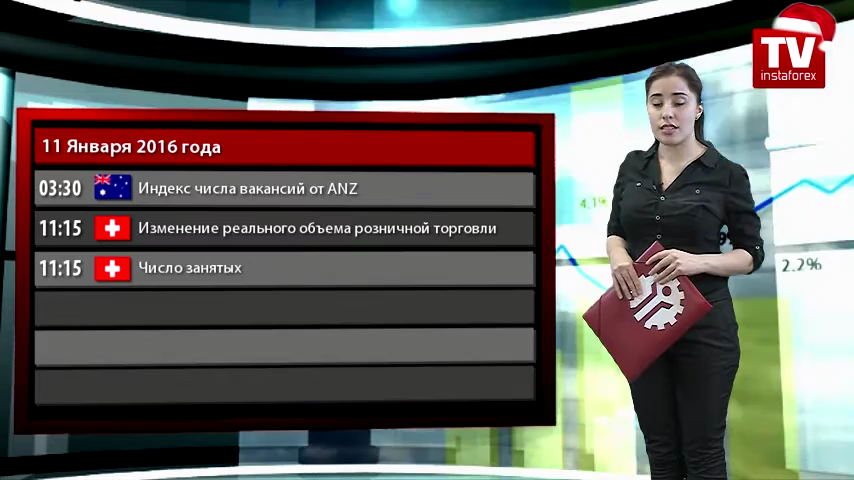 TV
instaforex
11 Января 2016 года
03:30 Индекс числа вакансий от ANZ
11:15 Изменение реального объема розничной торговли
11:15 Число занятых
4.1%
2.2%